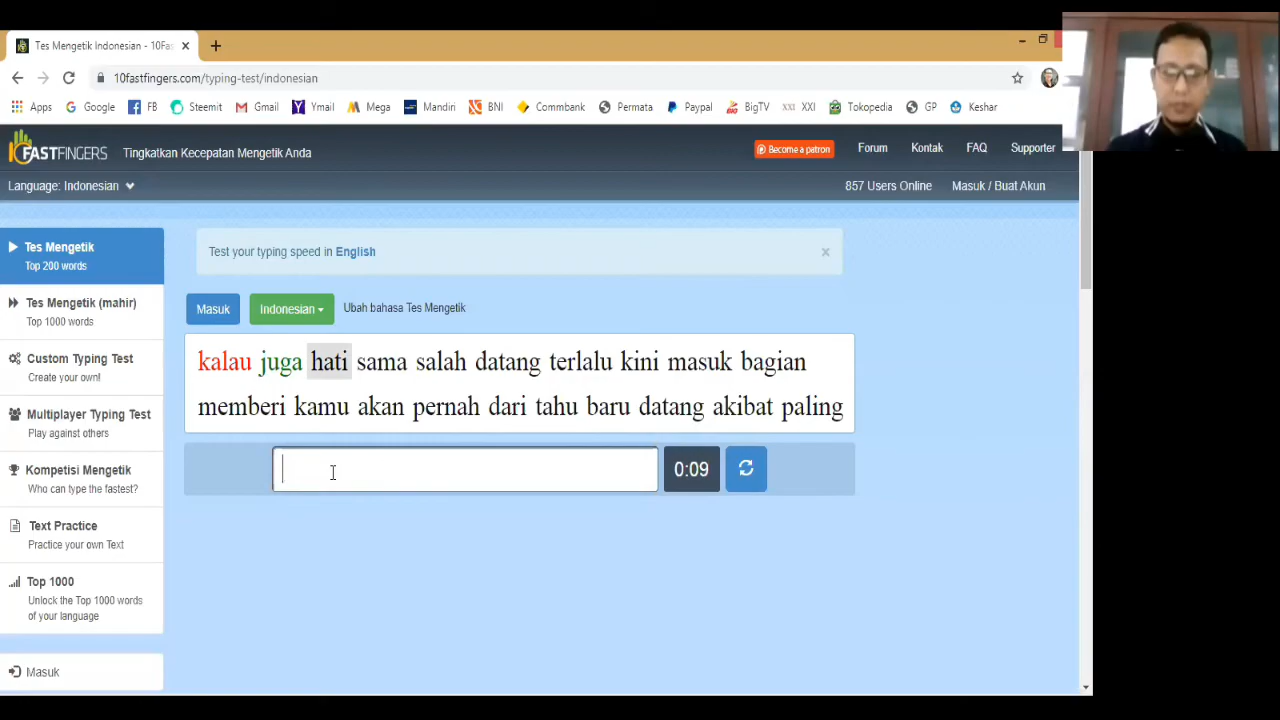 Tes Mengetik Indonesian - 10Fas
10fastfingers.com/typing-test/indonesian
Apps Google FB Steemit Gmail Ymail Mega Mandiri BNI Commbank Permata Paypal BigTV XXI XXI Tokopedia GP Keshar
10FASTFINGERS Tingkatkan Kecepatan Mengetik Anda Become a patron Forum Kontak FAQ Supporter
Language: Indonesian 857 Users Online Masuk / Buat Akun
Tes Mengetik
Top 200 words
Tes Mengetik (mahir)
Top 1000 words
Custom Typing Test
Create your own!
Multiplayer Typing Test
Play against others
Kompetisi Mengetik
Who can type the fastest?
Text Practice
Practice your own Text
Top 1000
Unlock the Top 1000 words
of your language
Masuk
Test your typing speed in English ×
Masuk Indonesian Ubah bahasa Tes Mengetik
kalau juga hati sama salah datang terlalu kini masuk bagian
memberi kamu akan pernah dari tahu baru datang akibat paling
0:09